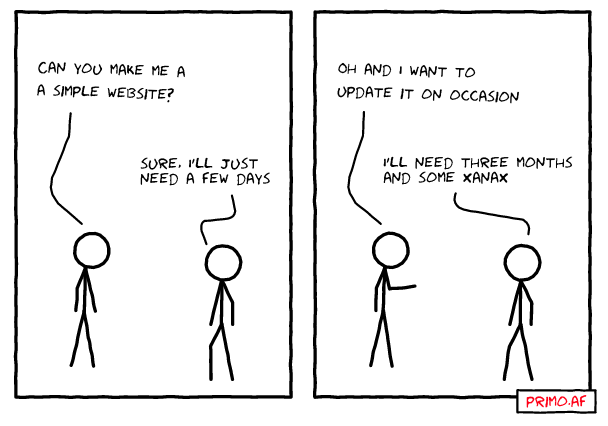 CAN YOU MAKE ME A
A SIMPLE WEBSITE?
SURE, I'LL JUST
NEED A FEW DAYS
OH AND I WANT TO
UPDATE IT ON OCCASION
I'LL NEED THREE MONTHS
AND SOME XANAX
PRIMO.AF